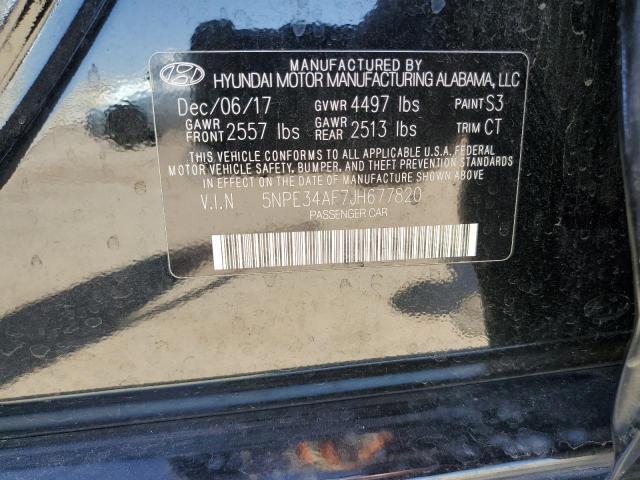 MANUFACTURED BY
HYUNDAI MOTOR MANUFACTURING ALABAMA, LLC
Dec/06/17 GVWR 4497 lbs PAINT S3
GAWR FRONT 2557 lbs GAWR REAR 2513 lbs TRIM CT
THIS VEHICLE CONFORMS TO ALL APPLICABLE U.S.A. FEDERAL
MOTOR VEHICLE SAFETY, BUMPER, AND THEFT PREVENTION STANDARDS
IN EFFECT ON THE DATE OF MANUFACTURE SHOWN ABOVE
V.I.N 5NPE34AF7JH677820
PASSENGER CAR